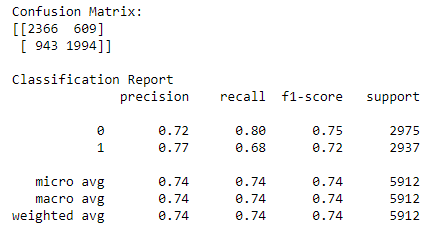 Confusion Matrix:
[[2366  609]
 [ 943 1994]]
Classification Report
              precision    recall  f1-score   support
           0       0.72      0.80      0.75      2975
           1       0.77      0.68      0.72      2937
   micro avg       0.74      0.74      0.74      5912
   macro avg       0.74      0.74      0.74      5912
weighted avg       0.74      0.74      0.74      5912